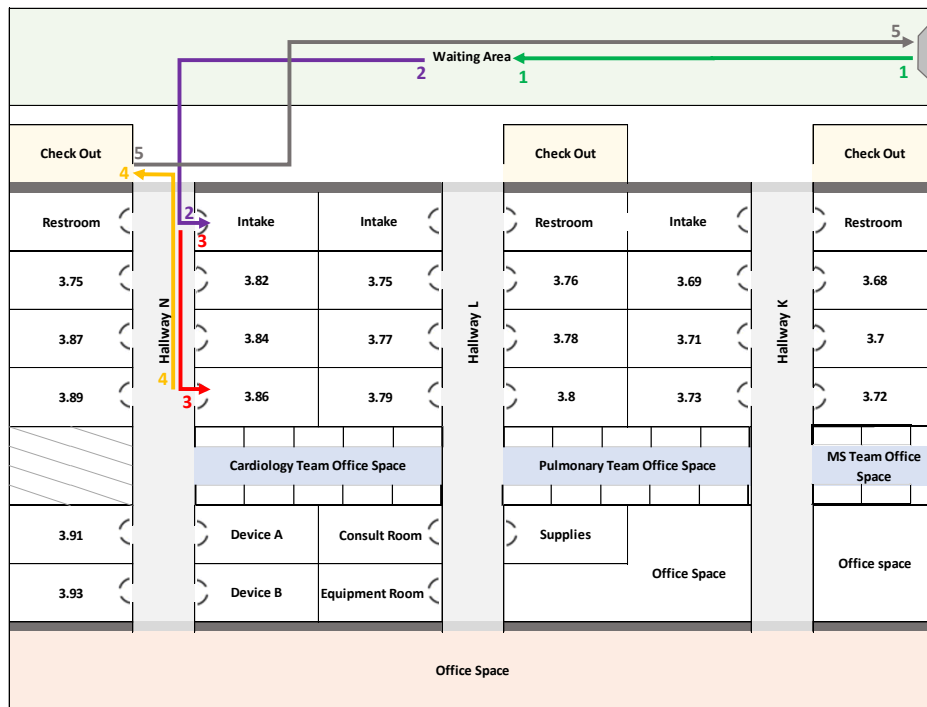 5
Waiting Area
2
1
1
Check Out
5
4
Check Out
Check Out
Restroom
2
3
Intake
Intake
Restroom
Intake
Restroom
3.75
3.82
3.75
3.76
3.69
3.68
Hallway N
Hallway L
Hallway K
3.87
3.84
3.77
3.78
3.71
3.7
3.89
4
3
3.86
3.79
3.8
3.73
3.72
Cardiology Team Office Space
Pulmonary Team Office Space
MS Team Office
Space
3.91
Device A
Consult Room
Supplies
Office Space
Office space
3.93
Device B
Equipment Room
Office Space